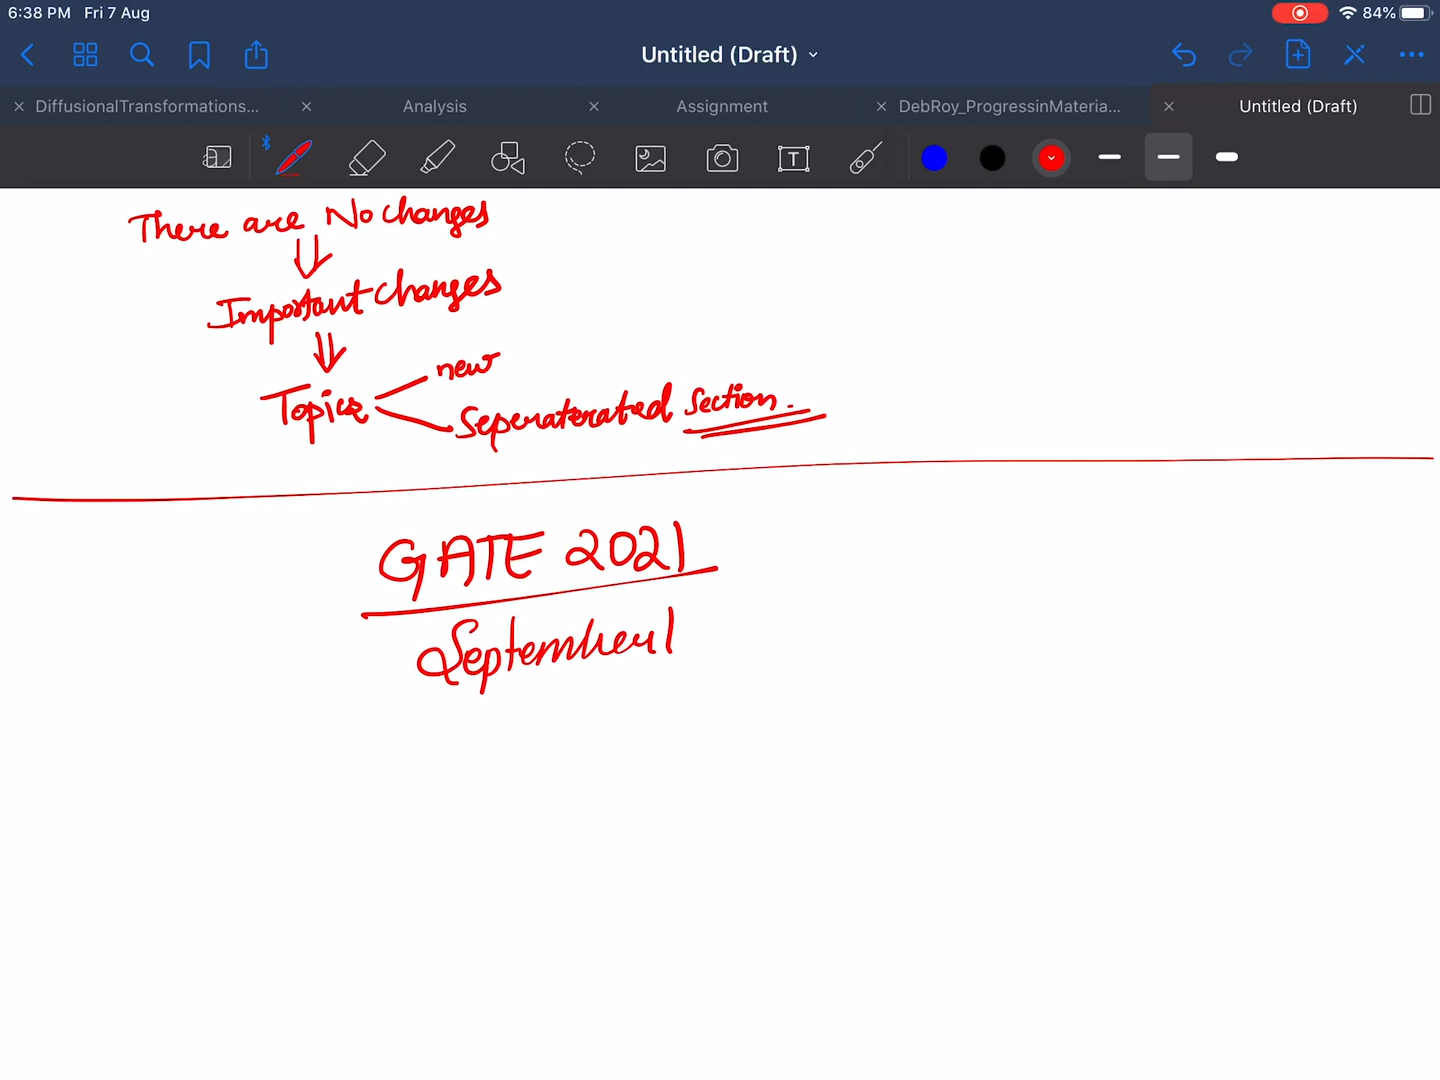 6:38 PM Fri 7 Aug 84%
Untitled (Draft)
DiffusionalTransformations... Analysis Assignment DebRoy_ProgressinMateria... Untitled (Draft)
T
There are No changes
Important changes
Topics
new
Seperaterated Section.
GATE 2021
September 1